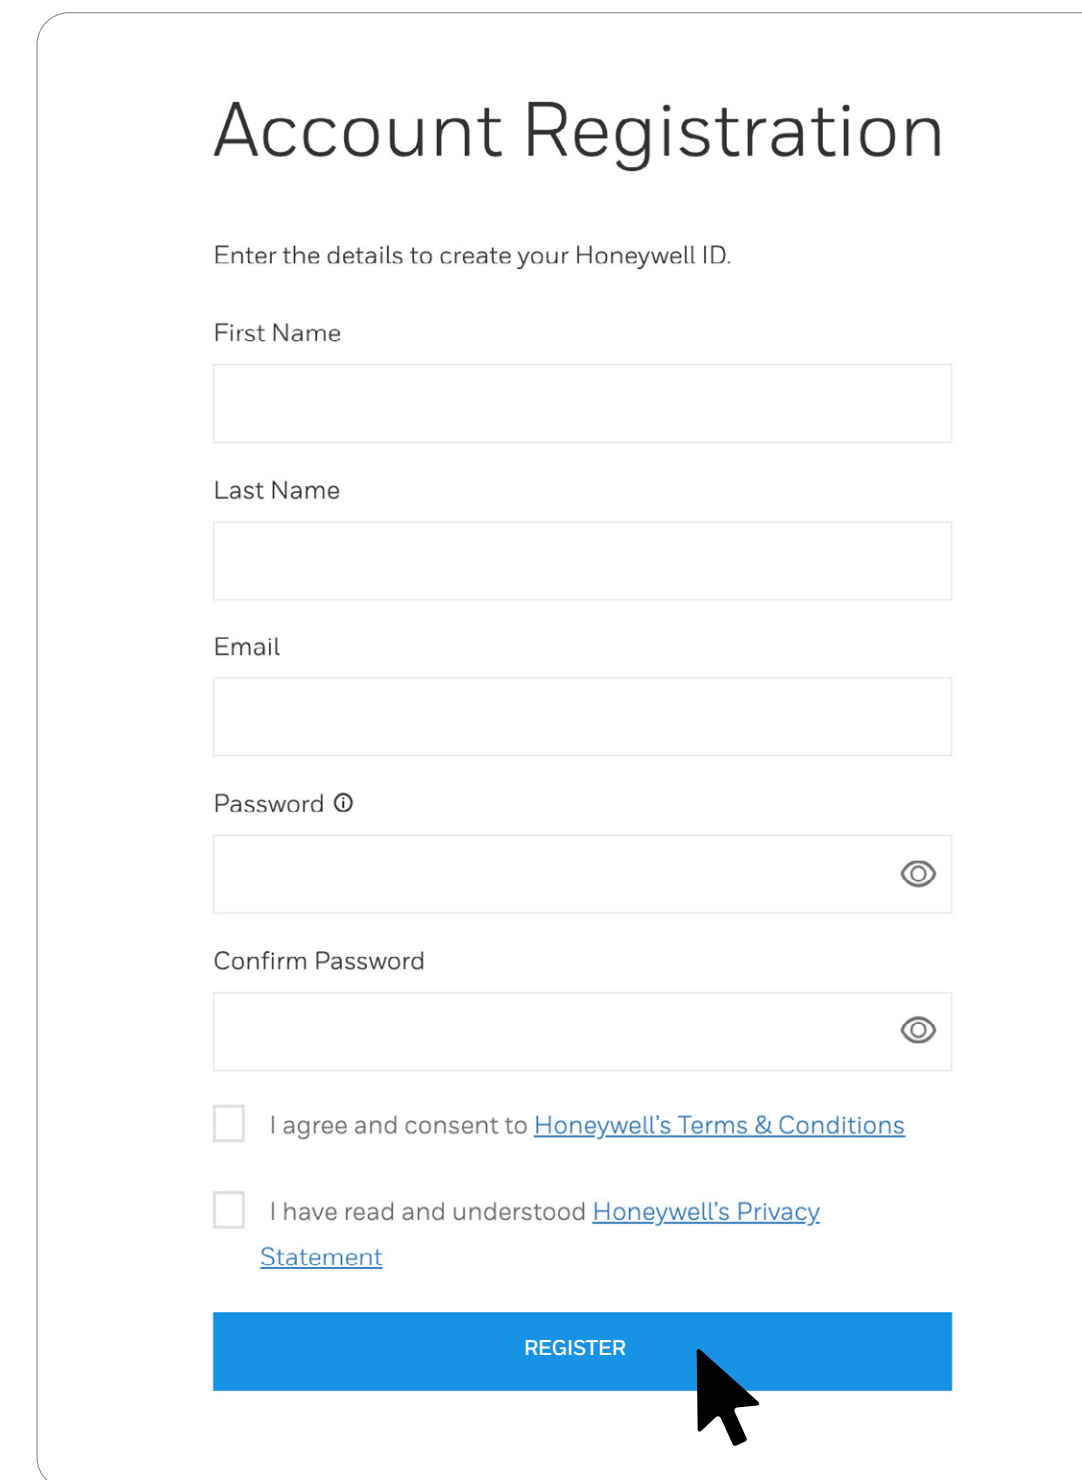 Account Registration
Enter the details to create your Honeywell ID.
First Name
Last Name
Email
Password
Confirm Password
I agree and consent to Honeywell's Terms & Conditions
I have read and understood Honeywell's Privacy
Statement
REGISTER